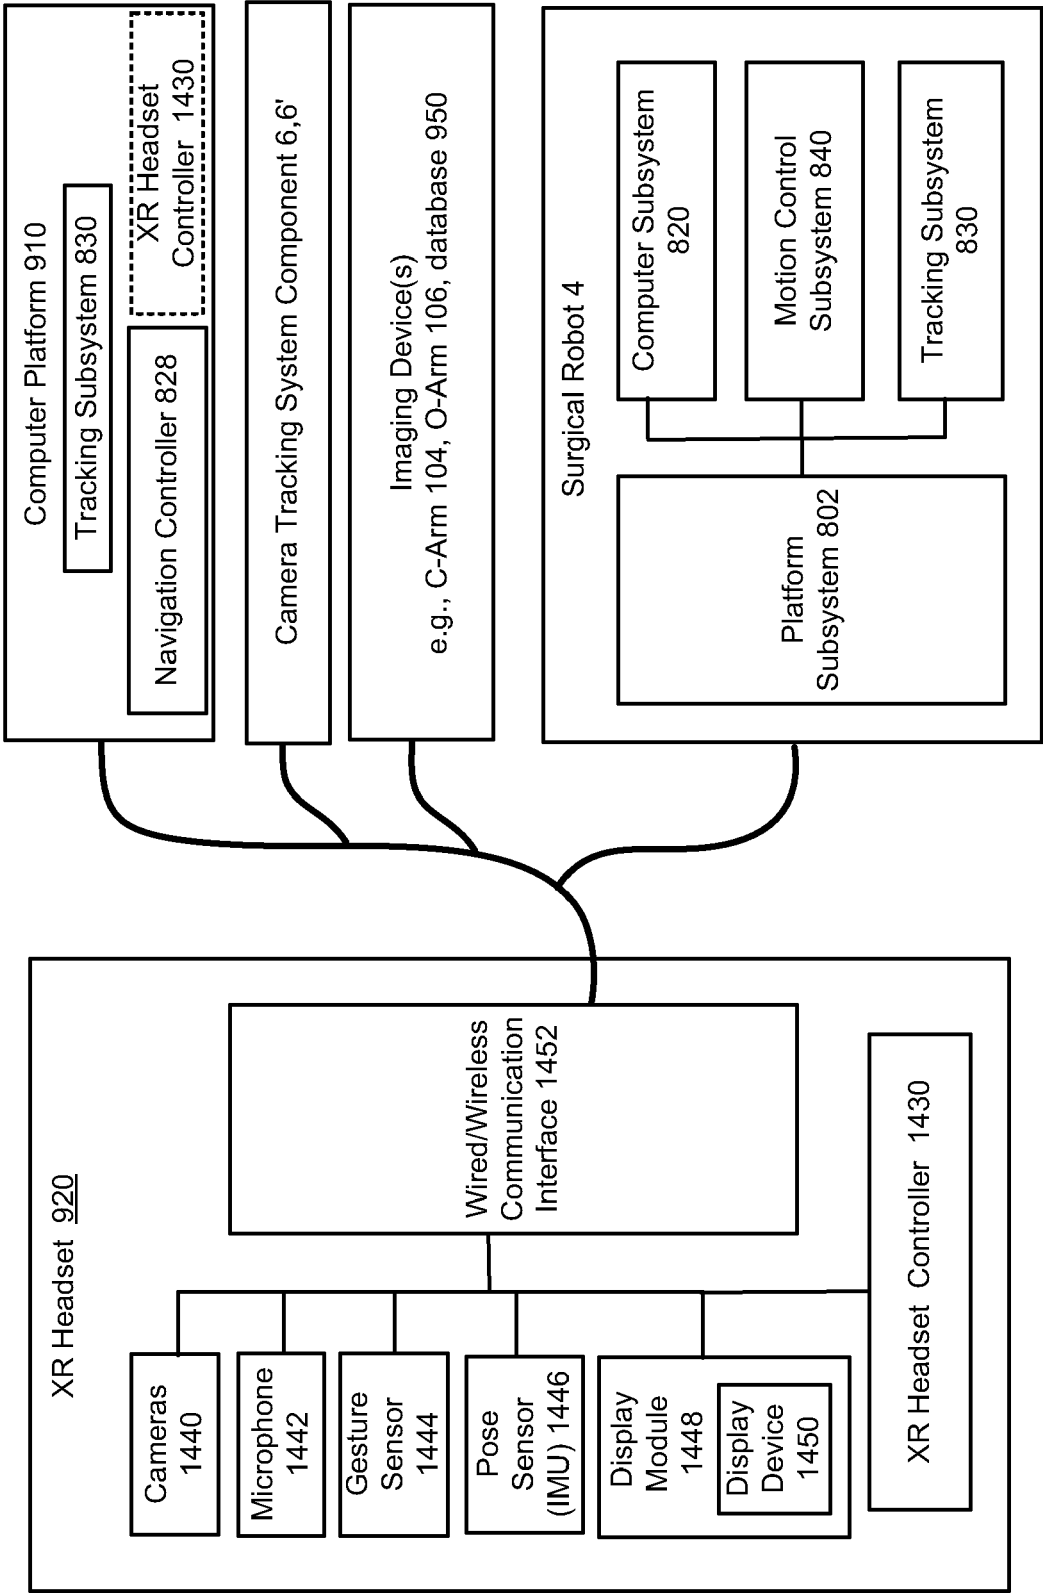 XR Headset 920
Cameras
1440
Microphone
1442
Gesture
Sensor
1444
Pose
Sensor
(IMU) 1446
Display
Module
1448
Display
Device
1450
Wired/Wireless
Communication
Interface 1452
XR Headset Controller 1430
Computer Platform 910
Tracking Subsystem 830
Navigation Controller 828
XR Headset
Controller 1430
Camera Tracking System Component 6,6'
Imaging Device(s)
e.g., C-Arm 104, O-Arm 106, database 950
Surgical Robot 4
Platform
Subsystem 802
Computer Subsystem
820
Motion Control
Subsystem 840
Tracking Subsystem
830